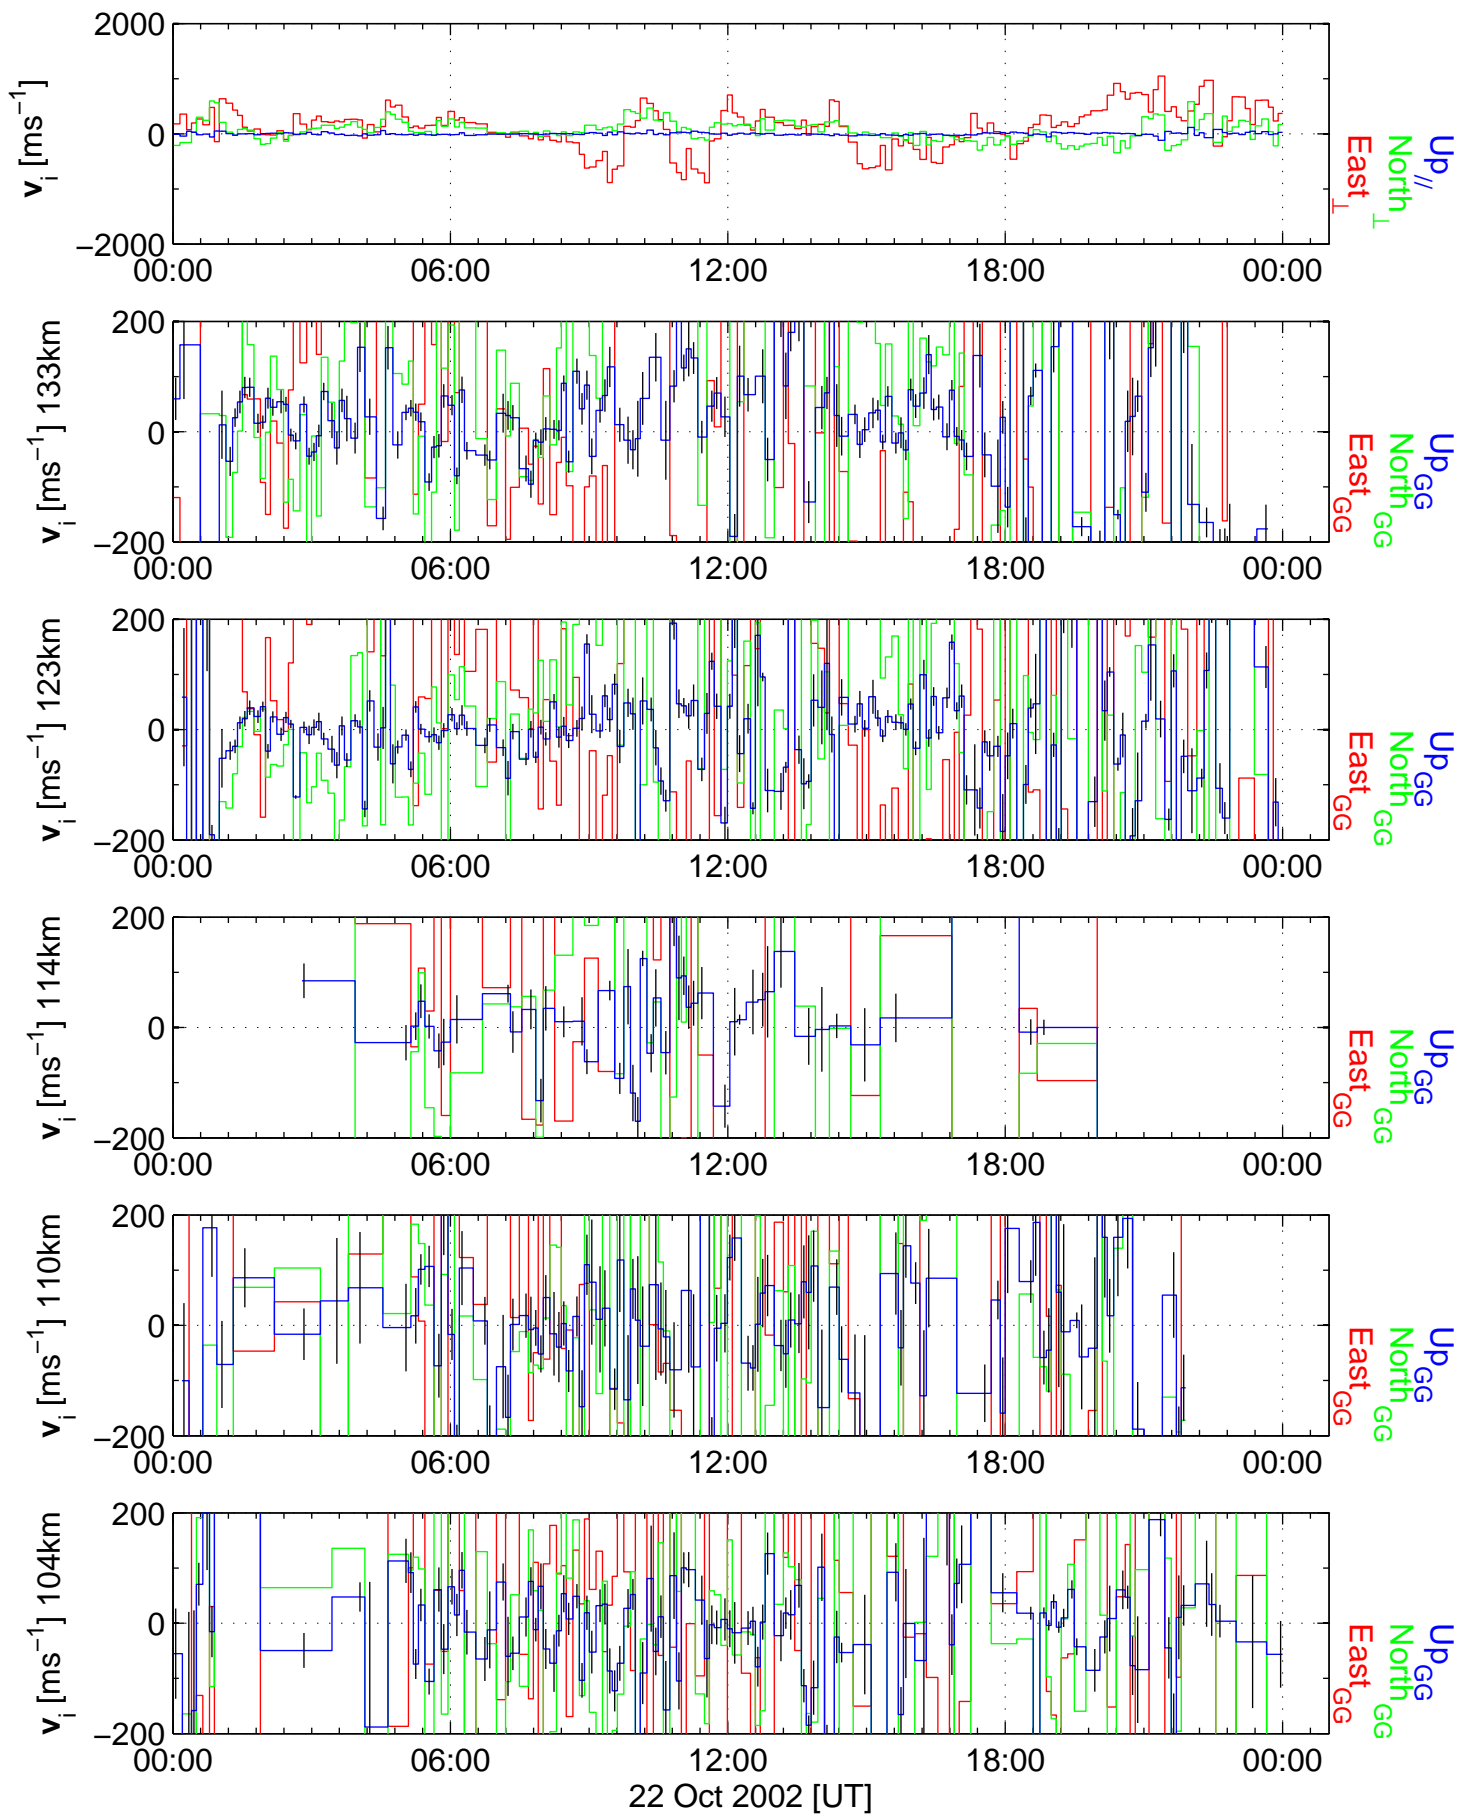 2000
0
−2000
v_i [ms⁻¹]
00:00 06:00 12:00 18:00 00:00
Up_//
North_⊥
East_⊥
200
0
−200
v_i [ms⁻¹] 133km
00:00 06:00 12:00 18:00 00:00
Up_GG
North_GG
East_GG
200
0
−200
v_i [ms⁻¹] 123km
00:00 06:00 12:00 18:00 00:00
Up_GG
North_GG
East_GG
200
0
−200
v_i [ms⁻¹] 114km
00:00 06:00 12:00 18:00 00:00
Up_GG
North_GG
East_GG
200
0
−200
v_i [ms⁻¹] 110km
00:00 06:00 12:00 18:00 00:00
Up_GG
North_GG
East_GG
200
0
−200
v_i [ms⁻¹] 104km
00:00 06:00 12:00 18:00 00:00
Up_GG
North_GG
East_GG
22 Oct 2002 [UT]